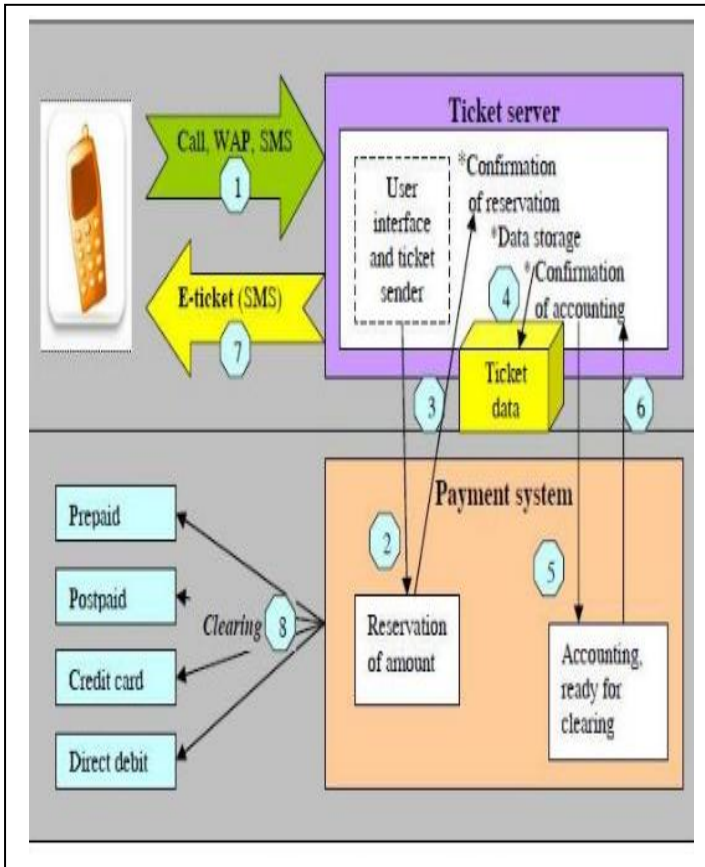 Ticket server
Call, WAP, SMS
1
User
interface
and ticket
sender
*Confirmation
of reservation
*Data storage
*Confirmation
of accounting
4
E-ticket (SMS)
7
Ticket
data
3
6
Payment system
Prepaid
Postpaid
Credit card
Direct debit
Clearing
8
2
Reservation
of amount
5
Accounting,
ready for
clearing